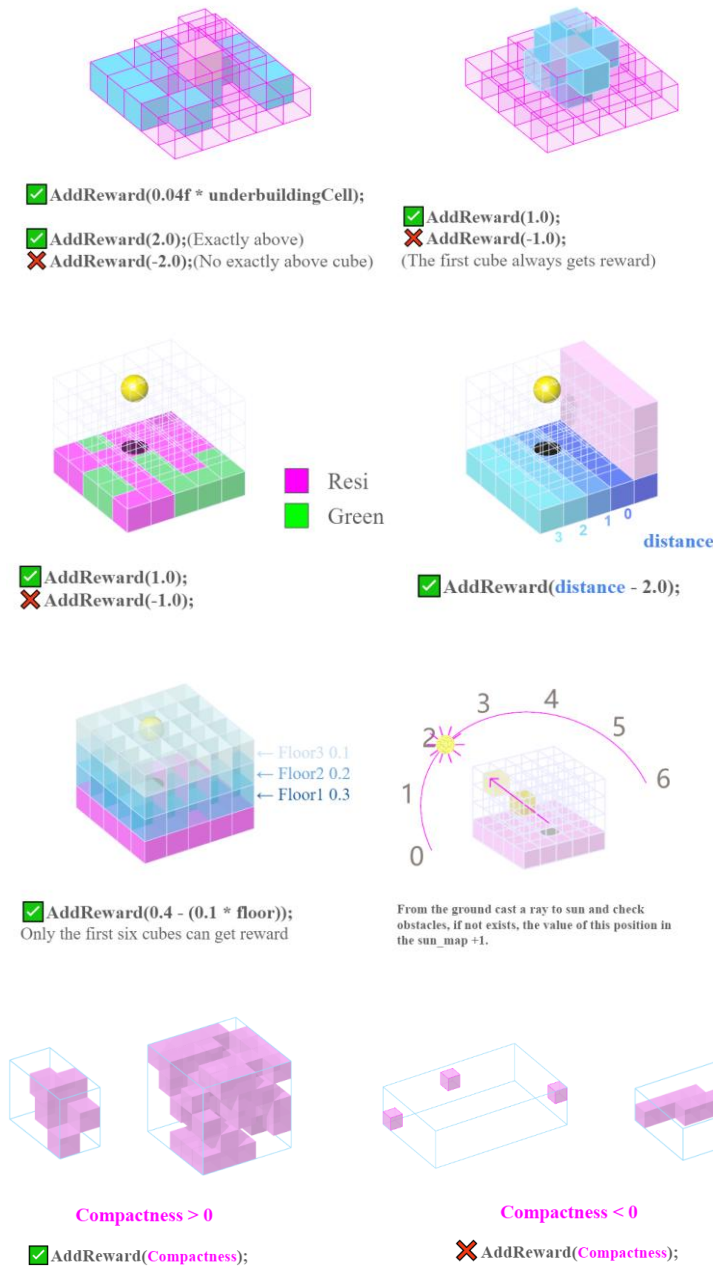 AddReward(0.04f * underbuildingCell);
AddReward(2.0);(Exactly above)
AddReward(-2.0);(No exactly above cube)
AddReward(1.0);
AddReward(-1.0);
(The first cube always gets reward)
Resi
Green
AddReward(1.0);
AddReward(-1.0);
3 2 1 0
distance
AddReward(distance - 2.0);
← Floor3 0.1
← Floor2 0.2
← Floor1 0.3
AddReward(0.4 - (0.1 * floor));
Only the first six cubes can get reward
0
1
2
3
4
5
6
From the ground cast a ray to sun and check
obstacles, if not exists, the value of this position in
the sun_map +1.
Compactness > 0
AddReward(Compactness);
Compactness < 0
AddReward(Compactness);